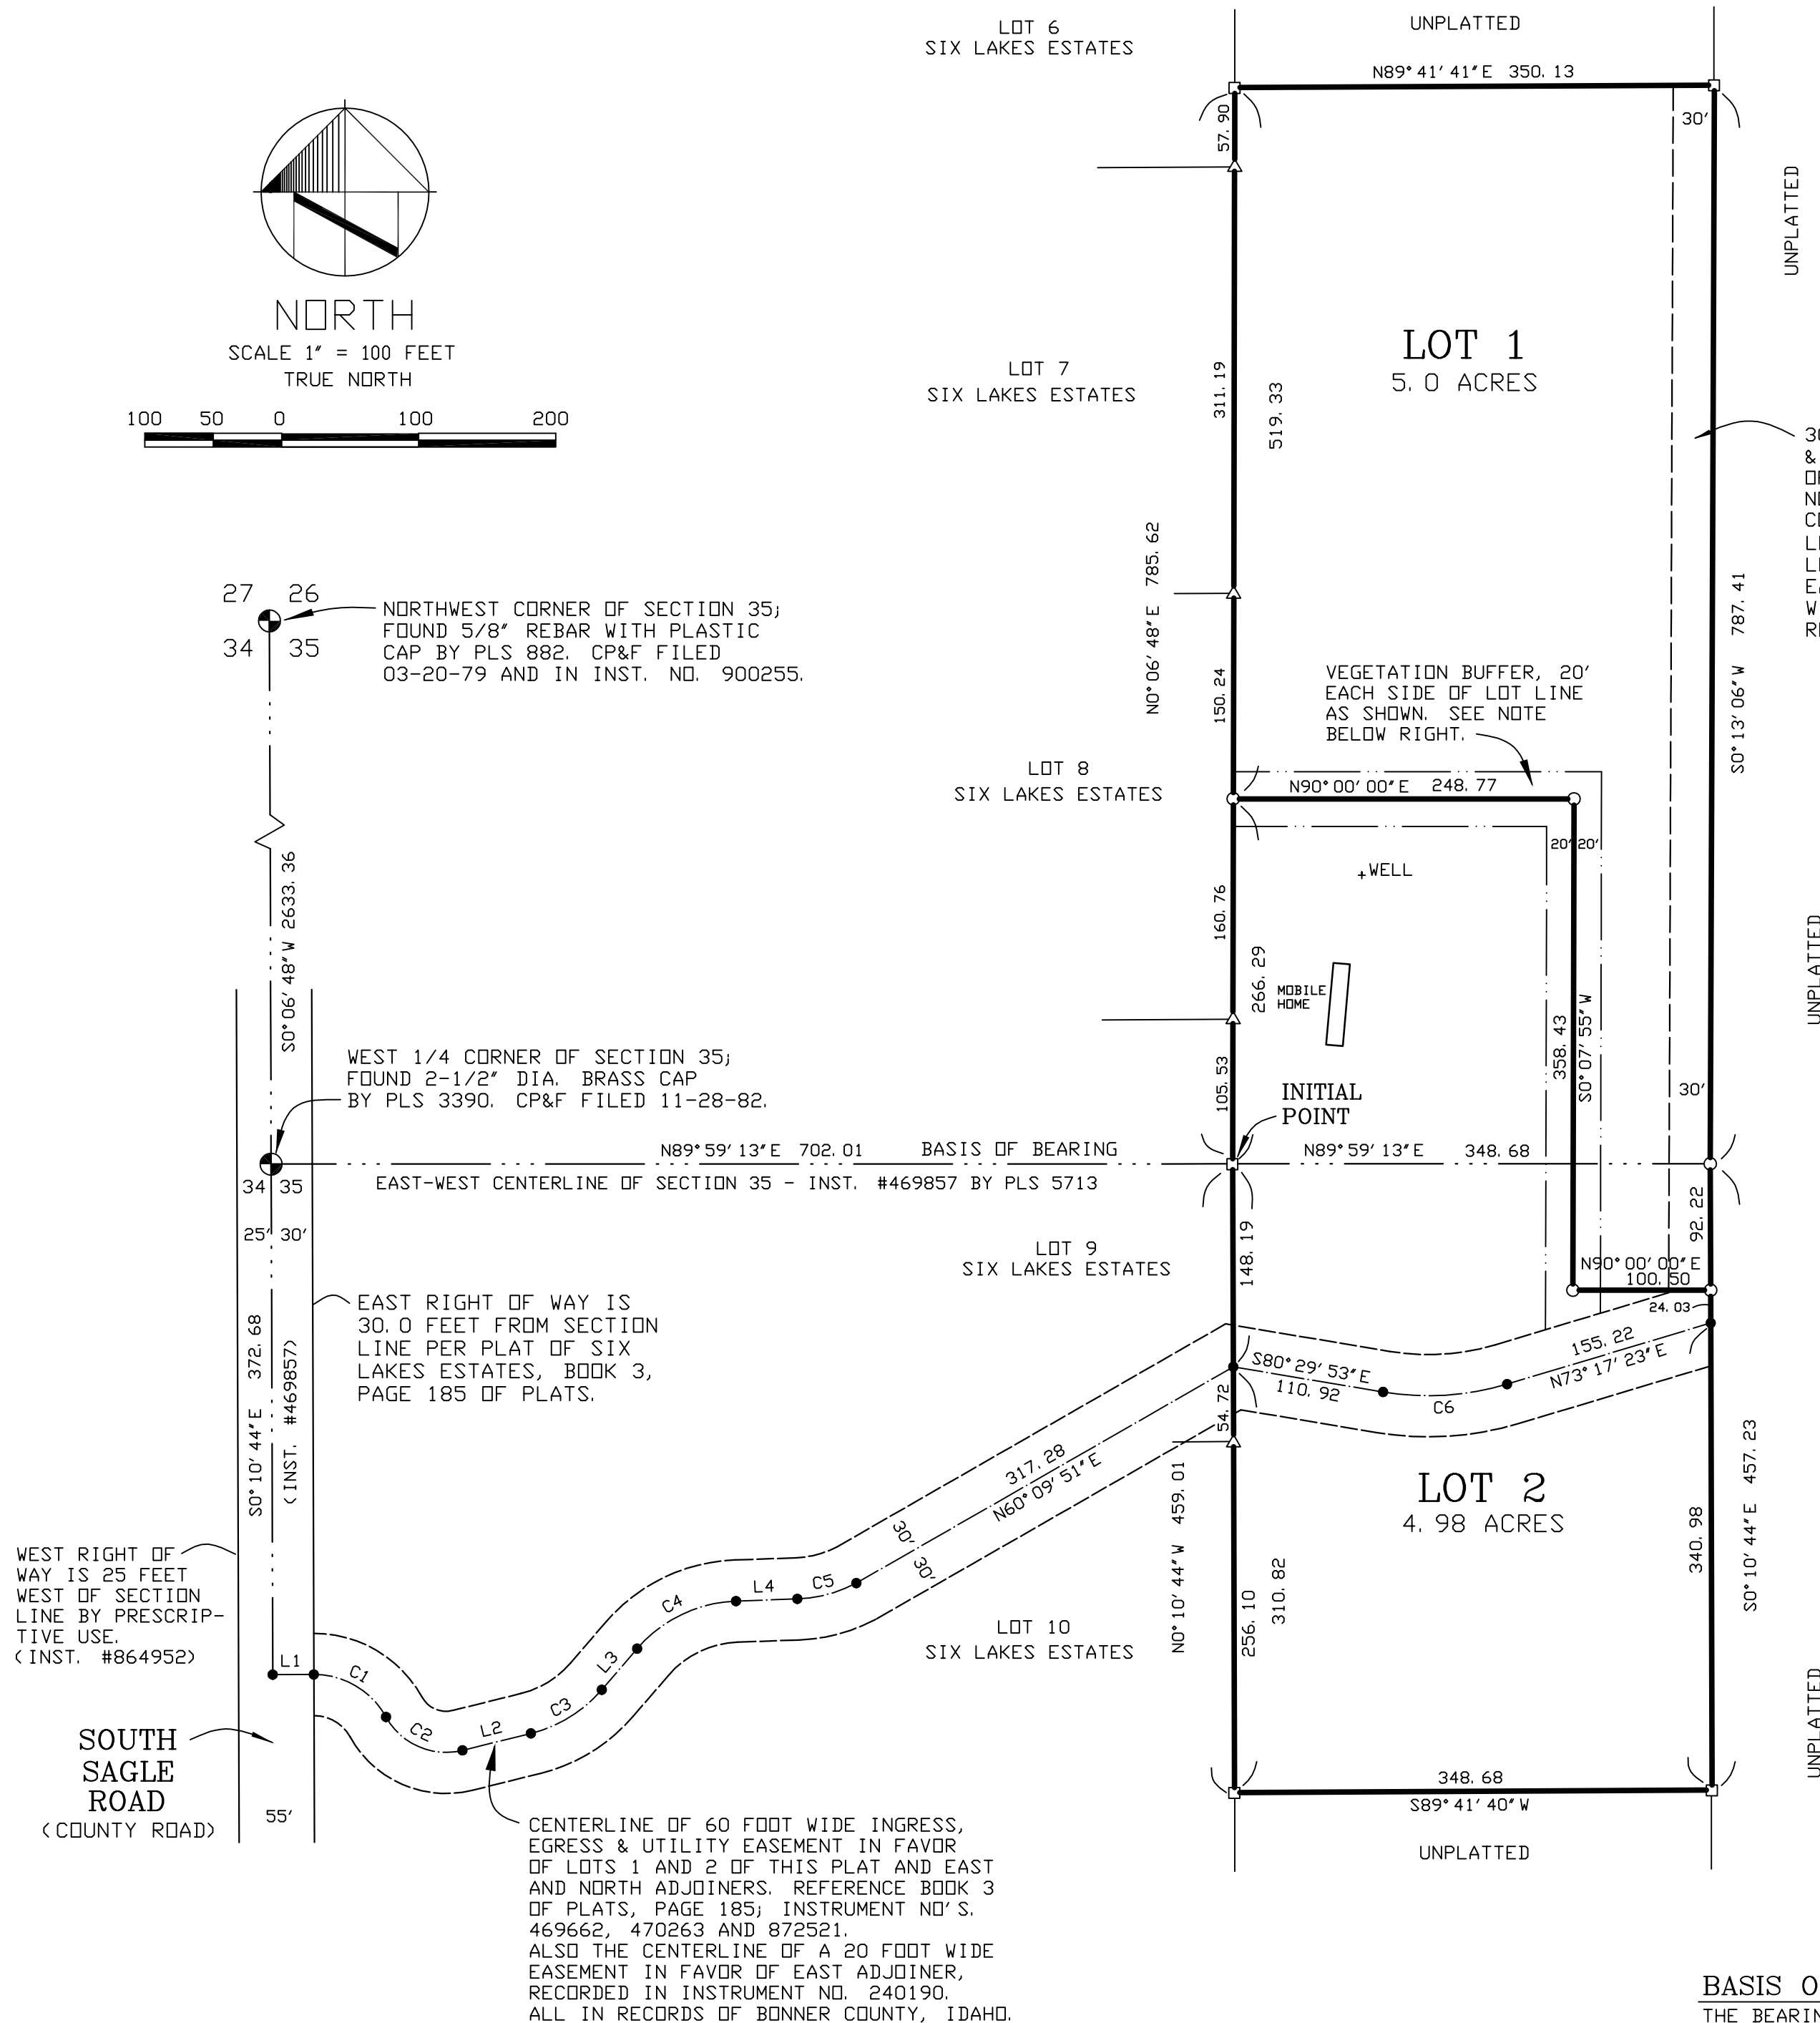 LOT 6
SIX LAKES ESTATES
UNPLATTED
N89°41'41"E 350.13
57.90
30'
UNPLATTED
NORTH
SCALE 1" = 100 FEET
TRUE NORTH
100 50 0 100 200
LOT 7
SIX LAKES ESTATES
311.19
519.33
LOT 1
5.0 ACRES
N0°06'48"E 785.62
150.24
S0°13'06"W 787.41
27 26
34 35
NORTHWEST CORNER OF SECTION 35;
FOUND 5/8" REBAR WITH PLASTIC
CAP BY PLS 882. CP&F FILED
03-20-79 AND IN INST. NO. 900255.
VEGETATION BUFFER, 20'
EACH SIDE OF LOT LINE
AS SHOWN. SEE NOTE
BELOW RIGHT.
LOT 8
SIX LAKES ESTATES
N90°00'00"E 248.77
20' 20'
+WELL
S0°06'48"W 2633.36
160.76
266.29
MOBILE
HOME
358.43
S0°07'55"W
UNPLATTED
WEST 1/4 CORNER OF SECTION 35;
FOUND 2-1/2" DIA. BRASS CAP
BY PLS 3390. CP&F FILED 11-28-82.
105.53
INITIAL
POINT
30'
N89°59'13"E 702.01 BASIS OF BEARING
N89°59'13"E 348.68
34 35
EAST-WEST CENTERLINE OF SECTION 35 - INST. #469857 BY PLS 5713
25' 30'
LOT 9
SIX LAKES ESTATES
148.19
92.22
N90°00'00"E
100.50
24.03
EAST RIGHT OF WAY IS
30.0 FEET FROM SECTION
LINE PER PLAT OF SIX
LAKES ESTATES, BOOK 3,
PAGE 185 OF PLATS.
S0°10'44"E 372.68
(INST. #469857)
S80°29'53"E
110.92
C6
155.22
N73°17'23"E
54.72
317.28
N60°09'51"E
30' 30'
LOT 2
4.98 ACRES
N0°10'44"W 459.01
256.10
310.82
340.98
S0°10'44"E 457.23
WEST RIGHT OF
WAY IS 25 FEET
WEST OF SECTION
LINE BY PRESCRIP-
TIVE USE.
(INST. #864952)
LOT 10
SIX LAKES ESTATES
L1
C1
C2
L2
C3
L3
C4
L4
C5
UNPLATTED
SOUTH
SAGLE
ROAD
(COUNTY ROAD)
55'
348.68
S89°41'40"W
UNPLATTED
CENTERLINE OF 60 FOOT WIDE INGRESS,
EGRESS & UTILITY EASEMENT IN FAVOR
OF LOTS 1 AND 2 OF THIS PLAT AND EAST
AND NORTH ADJOINERS. REFERENCE BOOK 3
OF PLATS, PAGE 185; INSTRUMENT NO'S.
469662, 470263 AND 872521.
ALSO THE CENTERLINE OF A 20 FOOT WIDE
EASEMENT IN FAVOR OF EAST ADJOINER,
RECORDED IN INSTRUMENT NO. 240190.
ALL IN RECORDS OF BONNER COUNTY, IDAHO.
BASIS O
THE BEARIN